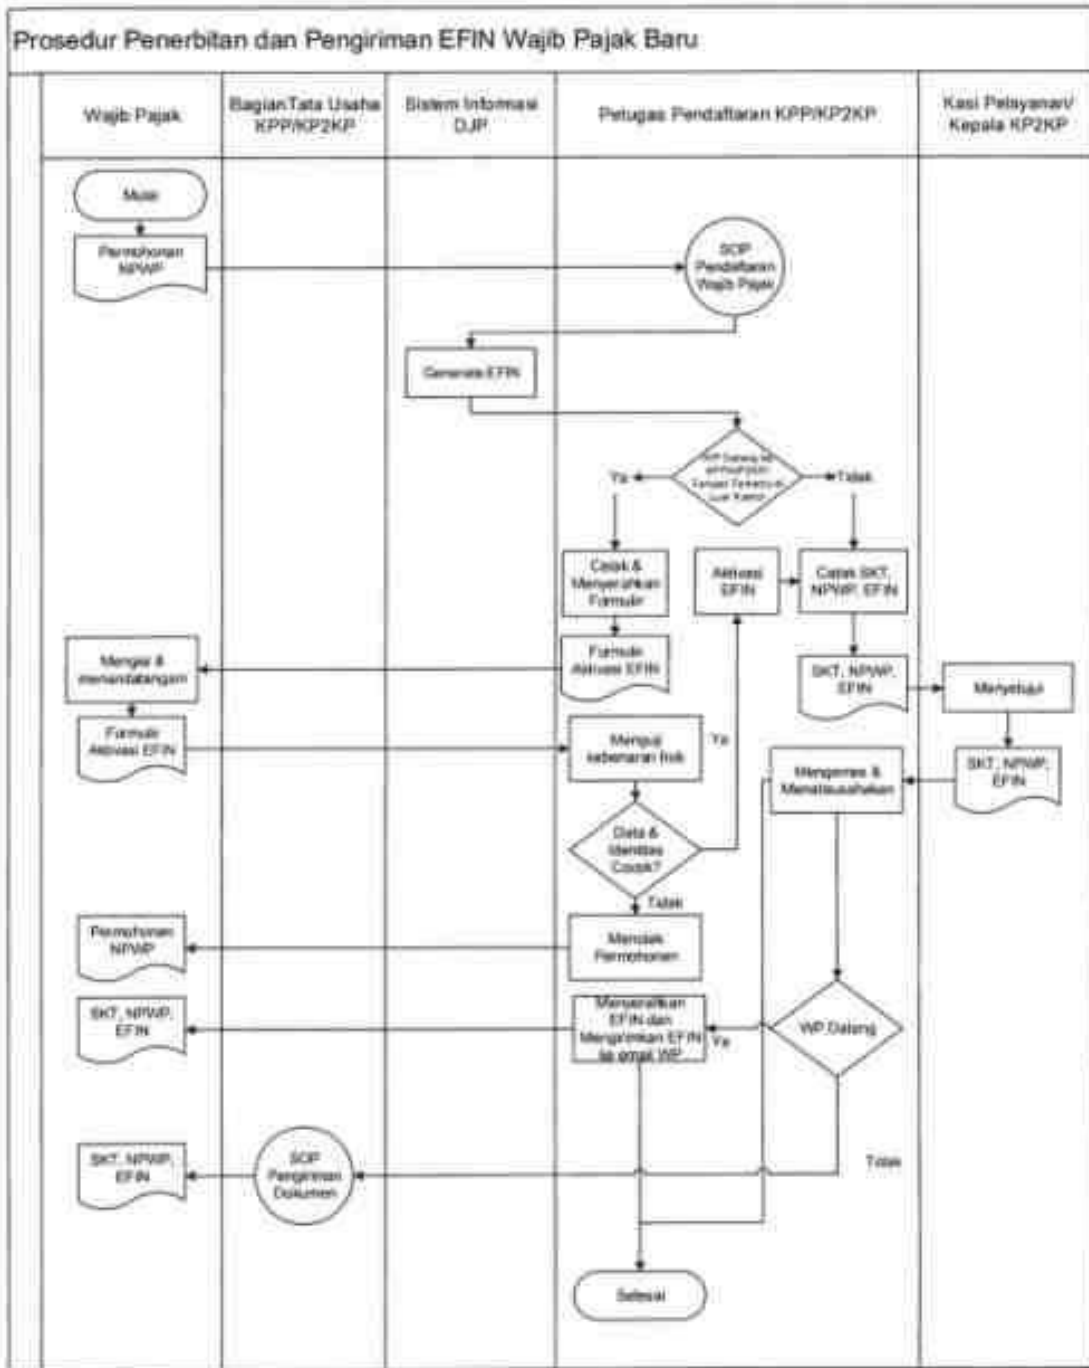 Prosedur Penerbitan dan Pengiriman EFIN Wajib Pajak Baru
Wajib Pajak
Bagian Tata Usaha
KPP/KP2KP
Sistem Informasi
DJP
Petugas Pendaftaran KPP/KP2KP
Kasi Pelayanan/
Kepala KP2KP
Mulai
Permohonan
NPWP
SOP
Pendaftaran
Wajib Pajak
Generate EFIN
WP Datang
Luar Kantor
Ya
Tidak
Cetak &
Menyerahkan
Formulir
Aktivasi
EFIN
Cetak SKT,
NPWP, EFIN
Formulir
Aktivasi EFIN
Mengisi &
menandatangani
SKT, NPWP,
EFIN
Menyetujui
Formulir
Aktivasi EFIN
Menguji
kebenaran fisik
Ya
Mengemas &
Menatausahakan
SKT, NPWP,
EFIN
Data &
Identitas
Cocok?
Tidak
Permohonan
NPWP
Menolak
Permohonan
SKT, NPWP,
EFIN
Menyerahkan
EFIN dan
Mengirimkan EFIN
ke email WP
Ya
WP Datang
SKT, NPWP,
EFIN
SOP
Pengiriman
Dokumen
Tidak
Selesai